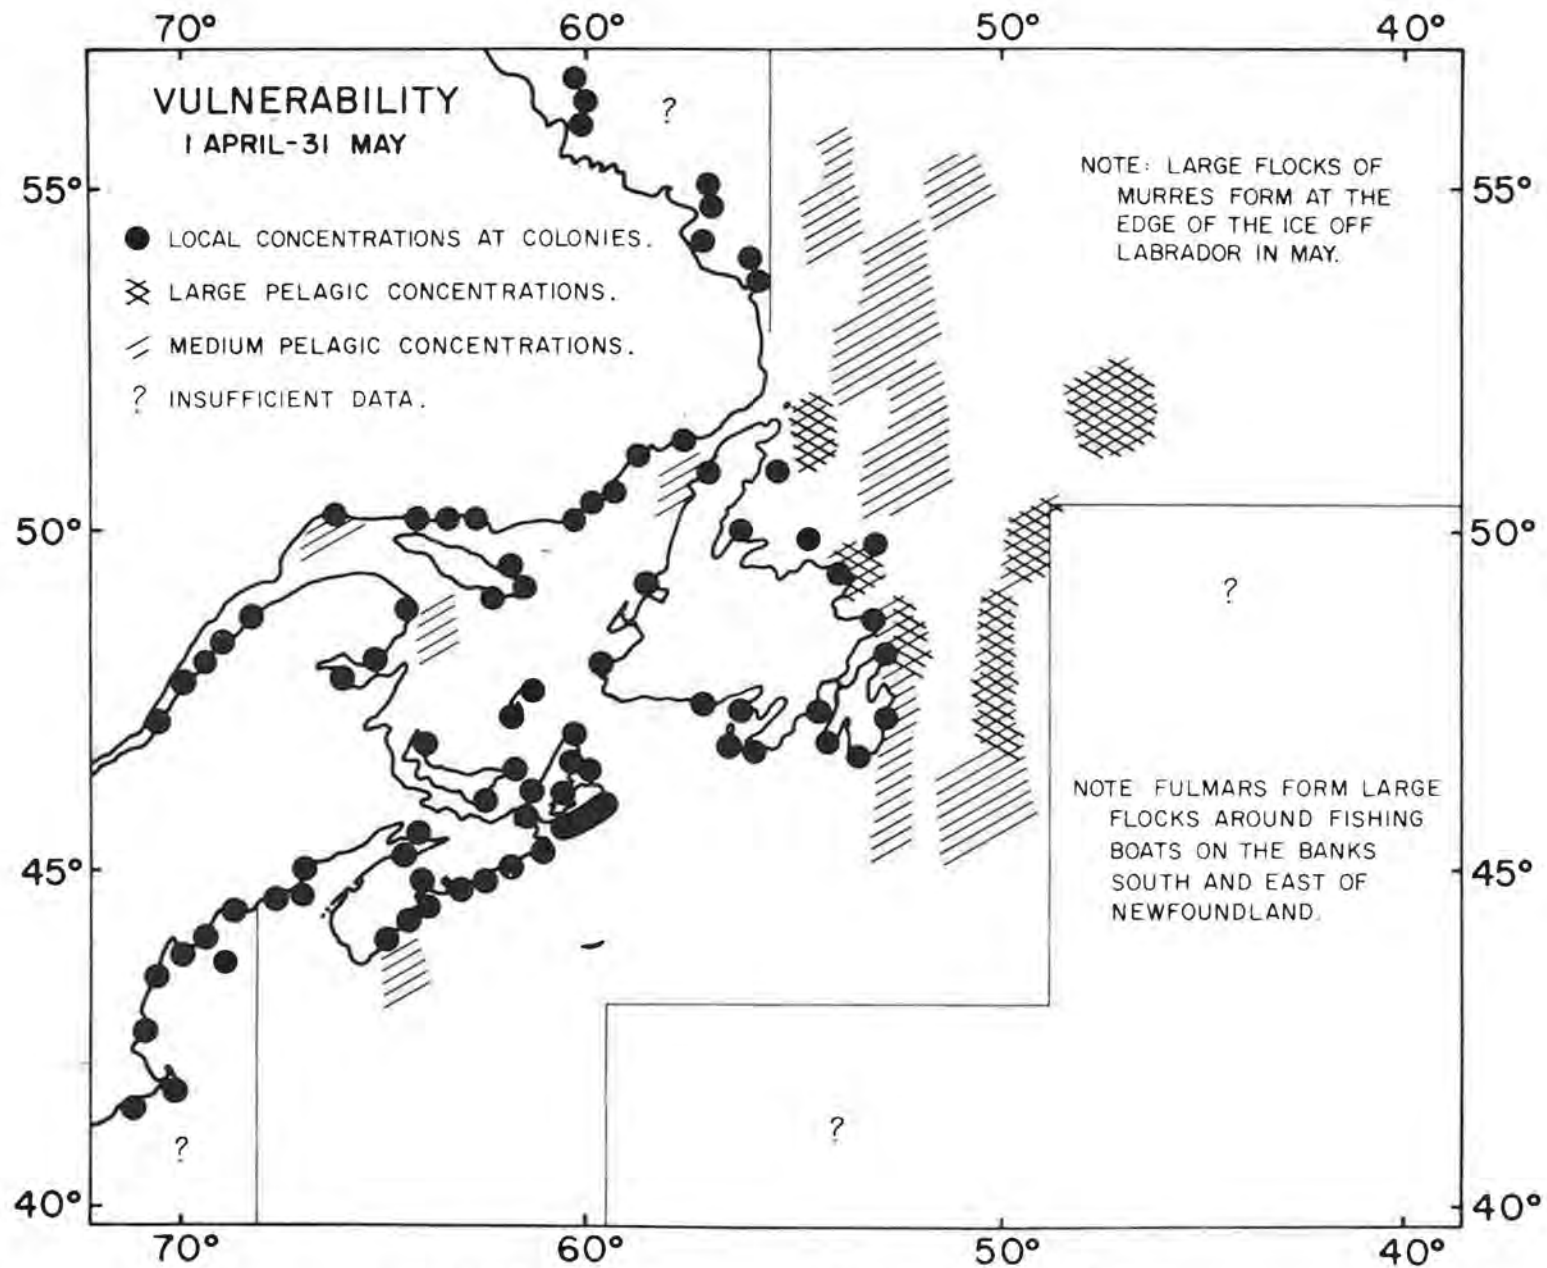 70° 60° 50° 40°
VULNERABILITY
1 APRIL-31 MAY
?
55°
NOTE: LARGE FLOCKS OF
MURRES FORM AT THE
EDGE OF THE ICE OFF
LABRADOR IN MAY.
55°
LOCAL CONCENTRATIONS AT COLONIES.
LARGE PELAGIC CONCENTRATIONS.
MEDIUM PELAGIC CONCENTRATIONS.
? INSUFFICIENT DATA.
50°
50°
?
NOTE FULMARS FORM LARGE
FLOCKS AROUND FISHING
BOATS ON THE BANKS
SOUTH AND EAST OF
NEWFOUNDLAND.
45°
45°
?
?
40°
40°
70° 60° 50° 40°